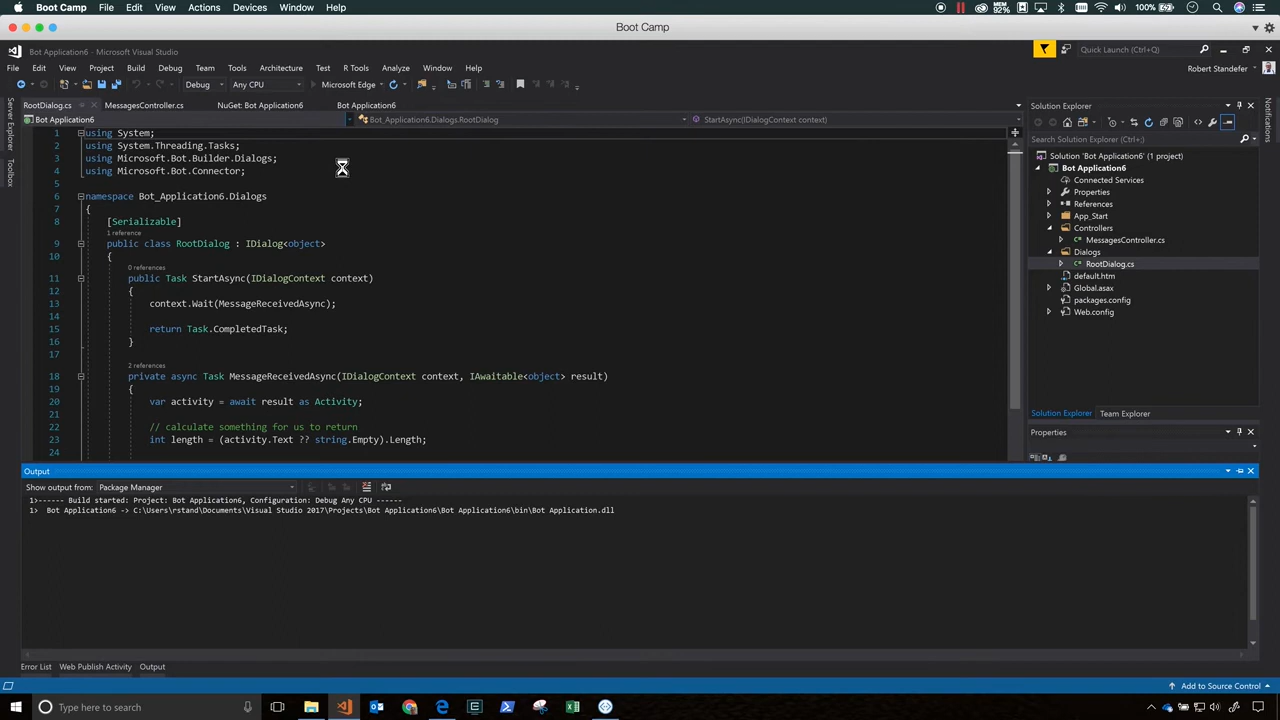 Boot Camp File Edit View Actions Dialogs Window Help
MEM 92%
100%
Boot Camp
Bot Application6 - Microsoft Visual Studio
Quick Launch (Ctrl+Q)
File Edit View Project Build Debug Team Tools Architecture Test R Tools Analyze Window Help
Robert Standefer
Debug Any CPU Microsoft Edge
Server Explorer
Toolbox
Notifications
RootDialog.cs MessagesController.cs NuGet: Bot Application6 Bot Application6
Bot Application6 Bot_Application6.Dialogs.RootDialog StartAsync(IDialogContext context)
1 using System;
2 using System.Threading.Tasks;
3 using Microsoft.Bot.Builder.Dialogs;
4 using Microsoft.Bot.Connector;
5
6 namespace Bot_Application6.Dialogs
7 {
8 [Serializable]
1 reference
9 public class RootDialog : IDialog<object>
10 {
0 references
11 public Task StartAsync(IDialogContext context)
12 {
13 context.Wait(MessageReceivedAsync);
14
15 return Task.CompletedTask;
16 }
17
2 references
18 private async Task MessageReceivedAsync(IDialogContext context, IAwaitable<object> result)
19 {
20 var activity = await result as Activity;
21
22 // calculate something for us to return
23 int length = (activity.Text ?? string.Empty).Length;
24
Solution Explorer
Search Solution Explorer (Ctrl+;)
Solution 'Bot Application6' (1 project)
Bot Application6
Connected Services
Properties
References
App_Start
Controllers
MessagesController.cs
Dialogs
RootDialog.cs
default.htm
Global.asax
packages.config
Web.config
Solution Explorer Team Explorer
Properties
Output
Show output from: Package Manager
1>------ Build started: Project: Bot Application6, Configuration: Debug Any CPU ------
1> Bot Application6 -> C:\Users\rstand\Documents\Visual Studio 2017\Projects\Bot Application6\Bot Application6\bin\Bot Application.dll
Error List Web Publish Activity Output
Add to Source Control
Type here to search